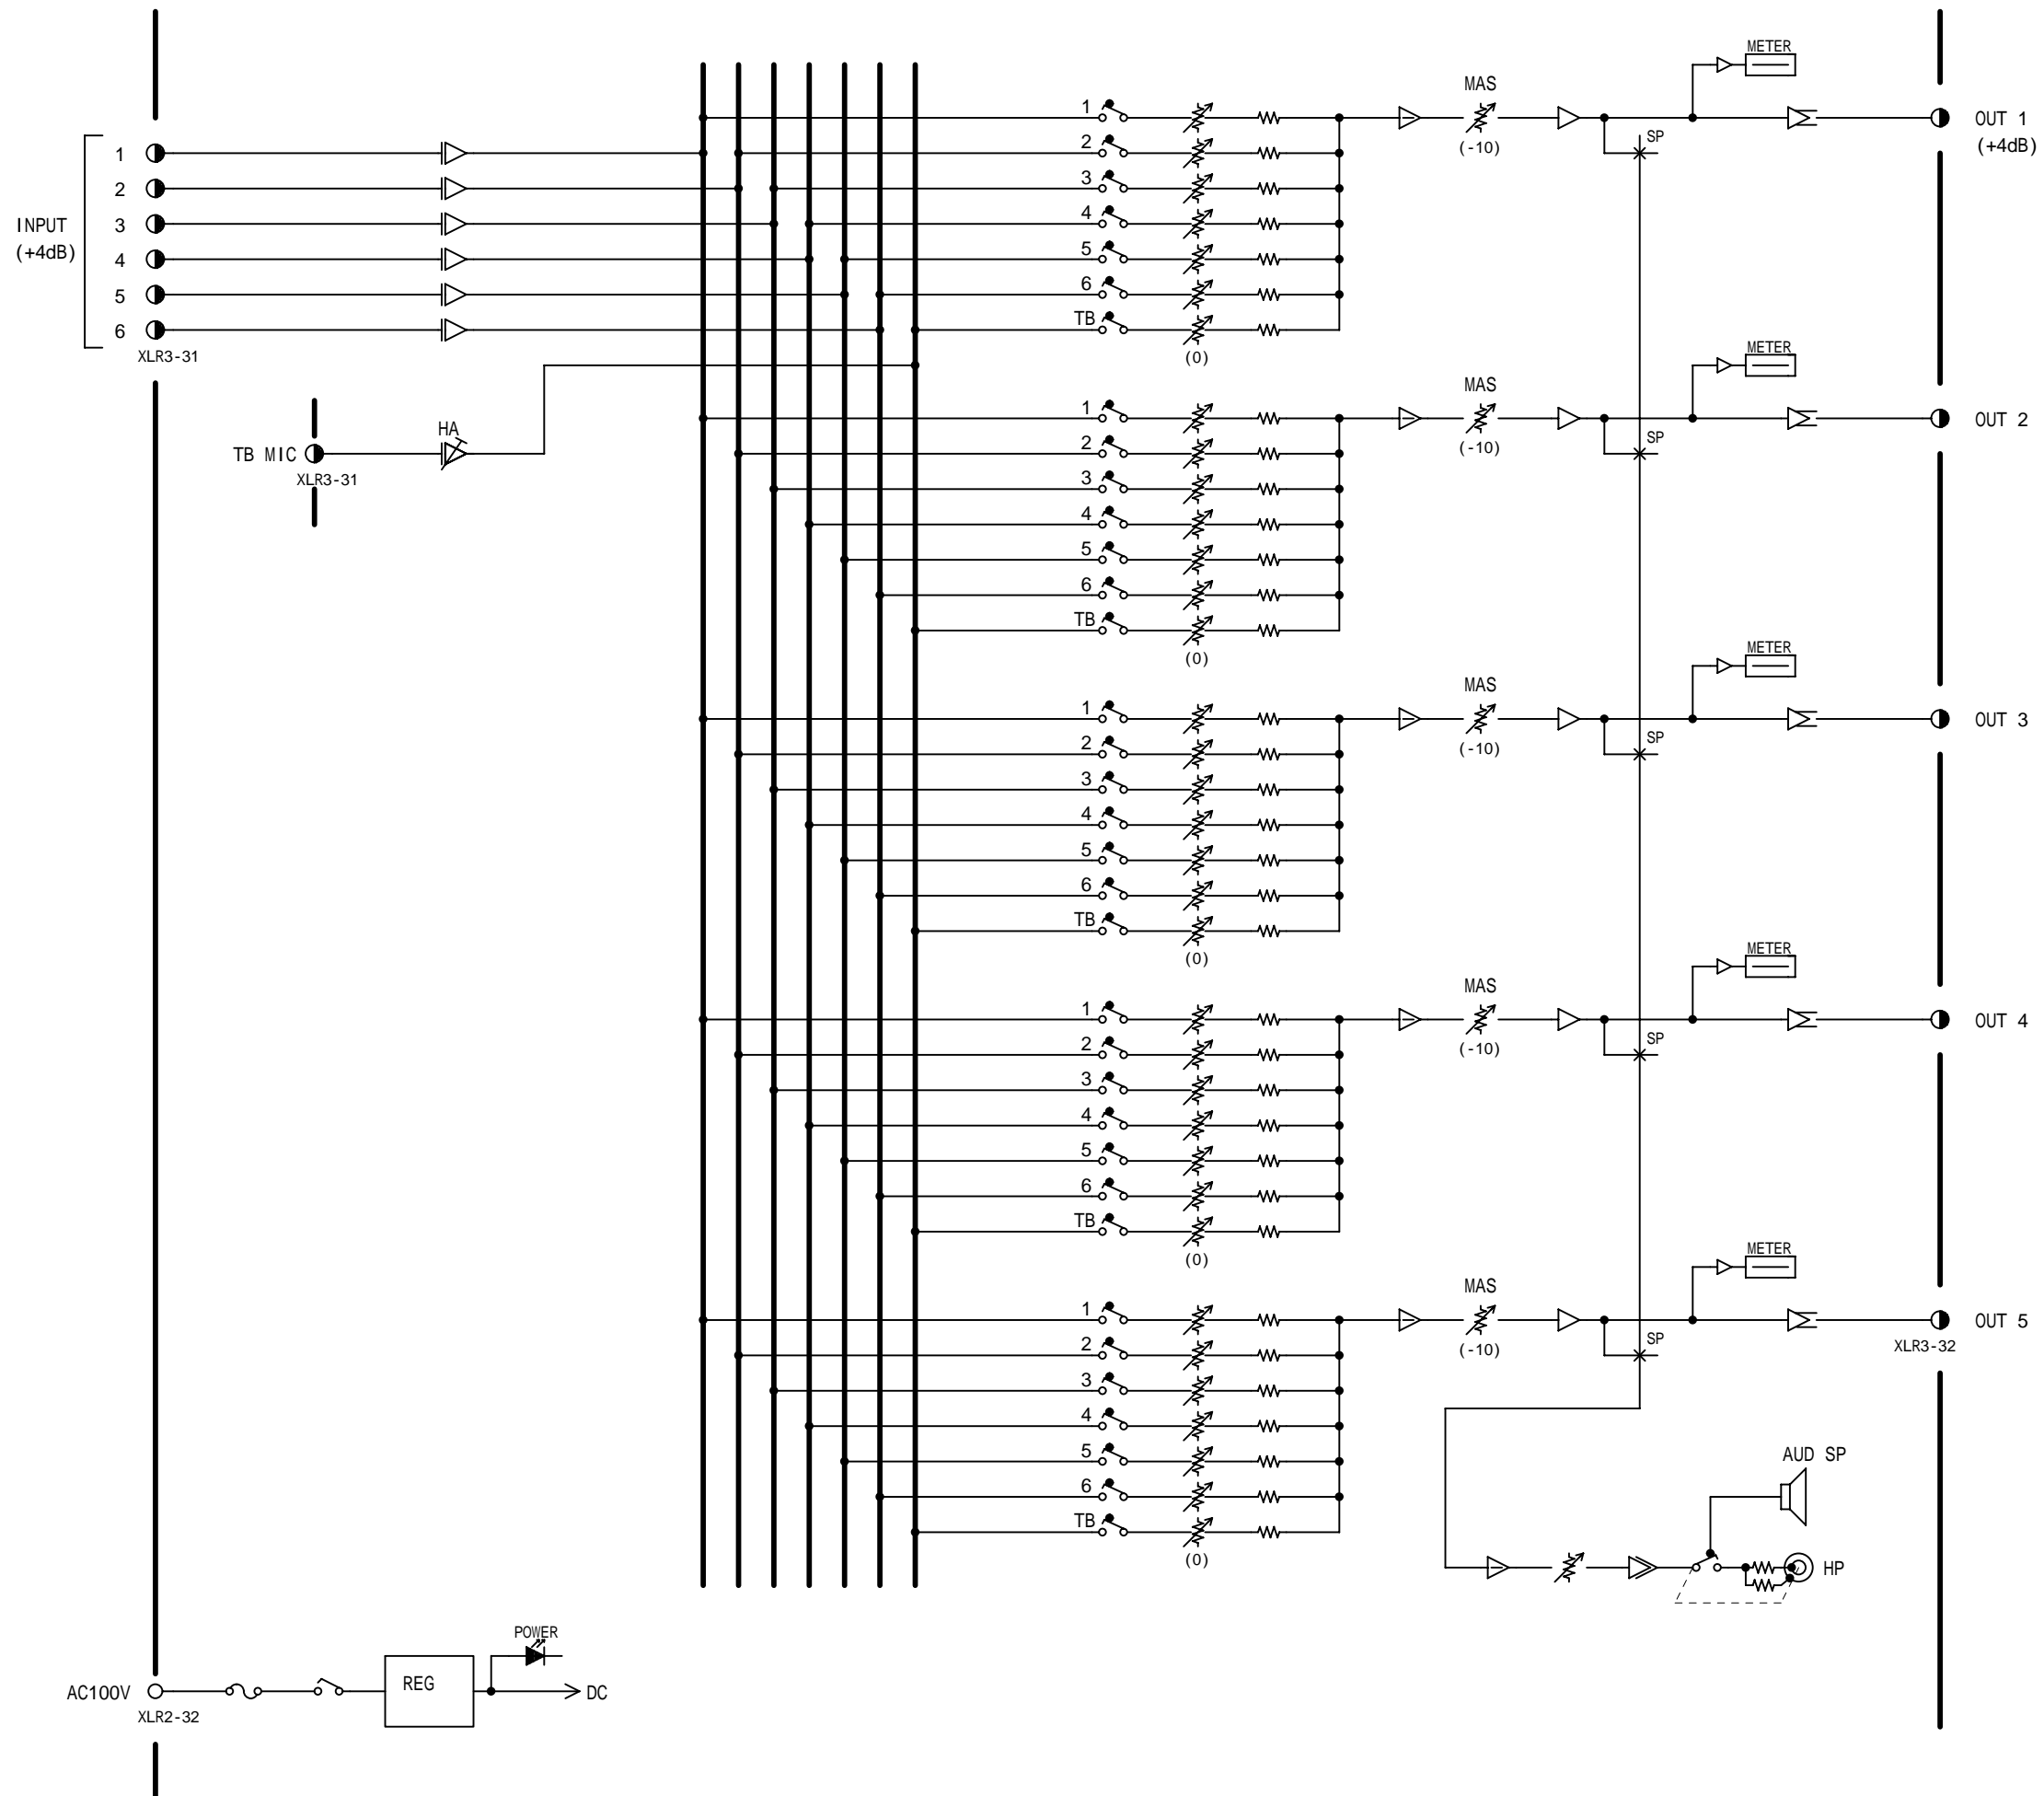 METER
MAS
1
OUT 1
SP
2
(-10)
(+4dB)
1
3
2
4
INPUT
3
(+4dB)
5
4
6
5
TB
6
XLR3-31
(0)
METER
MAS
1
OUT 2
HA
SP
2
(-10)
TB MIC
XLR3-31
3
4
5
6
TB
(0)
METER
MAS
1
OUT 3
SP
2
(-10)
3
4
5
6
TB
(0)
METER
MAS
1
OUT 4
SP
2
(-10)
3
4
5
6
TB
(0)
METER
MAS
1
OUT 5
SP
XLR3-32
2
(-10)
3
4
5
AUD SP
6
TB
(0)
HP
POWER
AC100V
REG
DC
XLR2-32